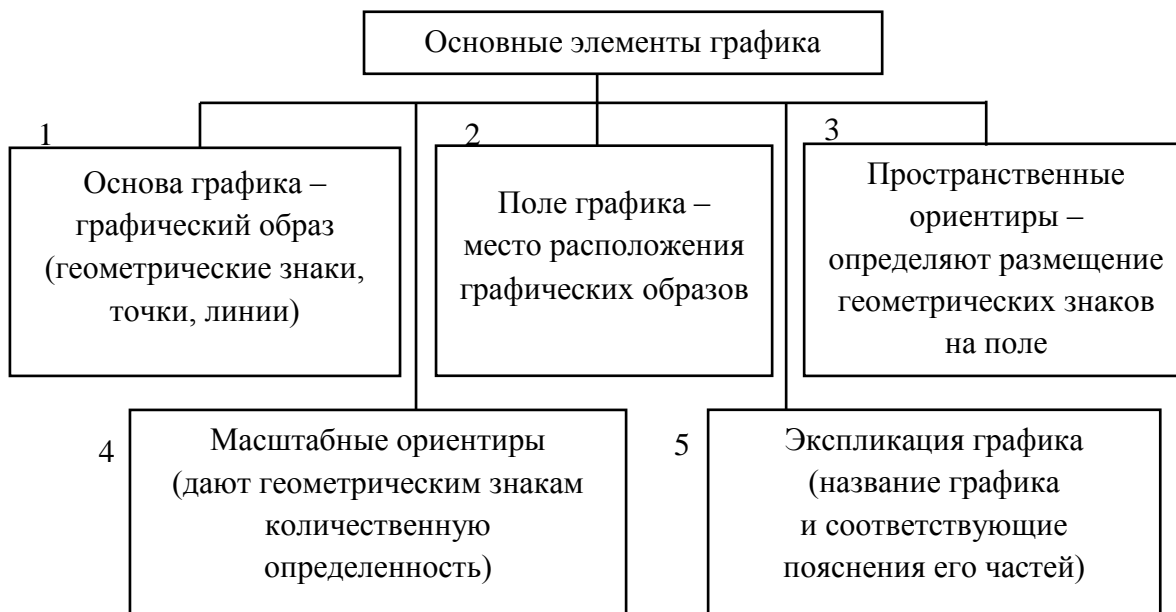 Основные элементы графика
1
Основа графика –
графический образ
(геометрические знаки,
точки, линии)
2
Поле графика –
место расположения
графических образов
3
Пространственные
ориентиры –
определяют размещение
геометрических знаков
на поле
4
Масштабные ориентиры
(дают геометрическим знакам
количественную
определенность)
5
Экспликация графика
(название графика
и соответствующие
пояснения его частей)